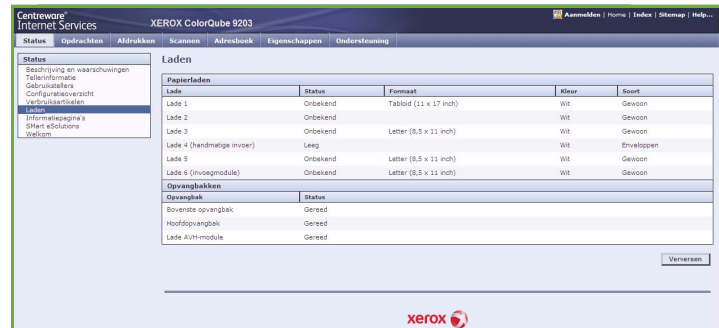 Centreware®
Internet Services
XEROX ColorQube 9203
Aanmelden | Home | Index | Sitemap | Help...
Status Opdrachten Afdrukken Scannen Adresboek Eigenschappen Ondersteuning
Status
Beschrijving en waarschuwingen
Tellerinformatie
Gebruikstellers
Configuratieoverzicht
Verbruiksartikelen
Laden
Informatiepagina's
SMart eSolutions
Welkom
Laden
Papierladen
Lade Status Formaat Kleur Soort
Lade 1 Onbekend Tabloid (11 x 17 inch) Wit Gewoon
Lade 2 Onbekend Wit Gewoon
Lade 3 Onbekend Letter (8,5 x 11 inch) Wit Gewoon
Lade 4 (handmatige invoer) Leeg Wit Enveloppen
Lade 5 Onbekend Letter (8,5 x 11 inch) Wit Gewoon
Lade 6 (invoegmodule) Onbekend Letter (8,5 x 11 inch) Wit Gewoon
Opvangbakken
Opvangbak Status
Bovenste opvangbak Gereed
Hoofdopvangbak Gereed
Lade AVH-module Gereed
Verversen
xerox